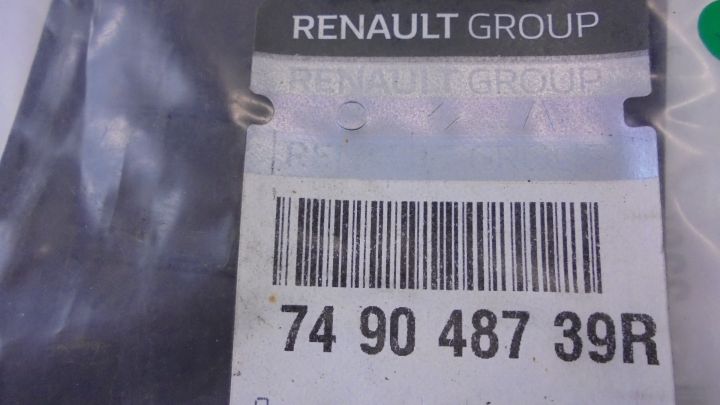 RENAULT GROUP
RENAULT GROUP
74 90 487 39R